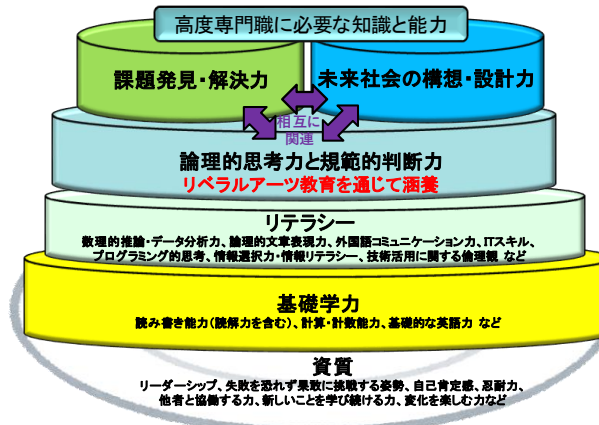 高度専門職に必要な知識と能力
課題発見・解決力
未来社会の構想・設計力
相互に
関連
論理的思考力と規範的判断力
リベラルアーツ教育を通じて涵養
リテラシー
数理的推論・データ分析力、論理的文章表現力、外国語コミュニケーション力、ITスキル、
プログラミング的思考、情報選択力・情報リテラシー、技術活用に関する倫理観 など
基礎学力
読み書き能力(読解力を含む)、計算・計数能力、基礎的な英語力 など
資質
リーダーシップ、失敗を恐れず果敢に挑戦する姿勢、自己肯定感、忍耐力、
他者と協働する力、新しいことを学び続ける力、変化を楽しむ力など